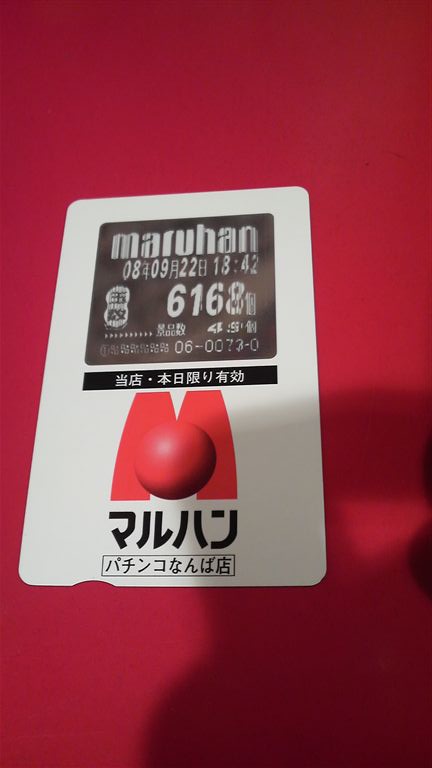 maruhan
08年09月22日 18:42
6168個
景品数
06-0073-0
当店・本日限り有効
マルハン
パチンコなんば店